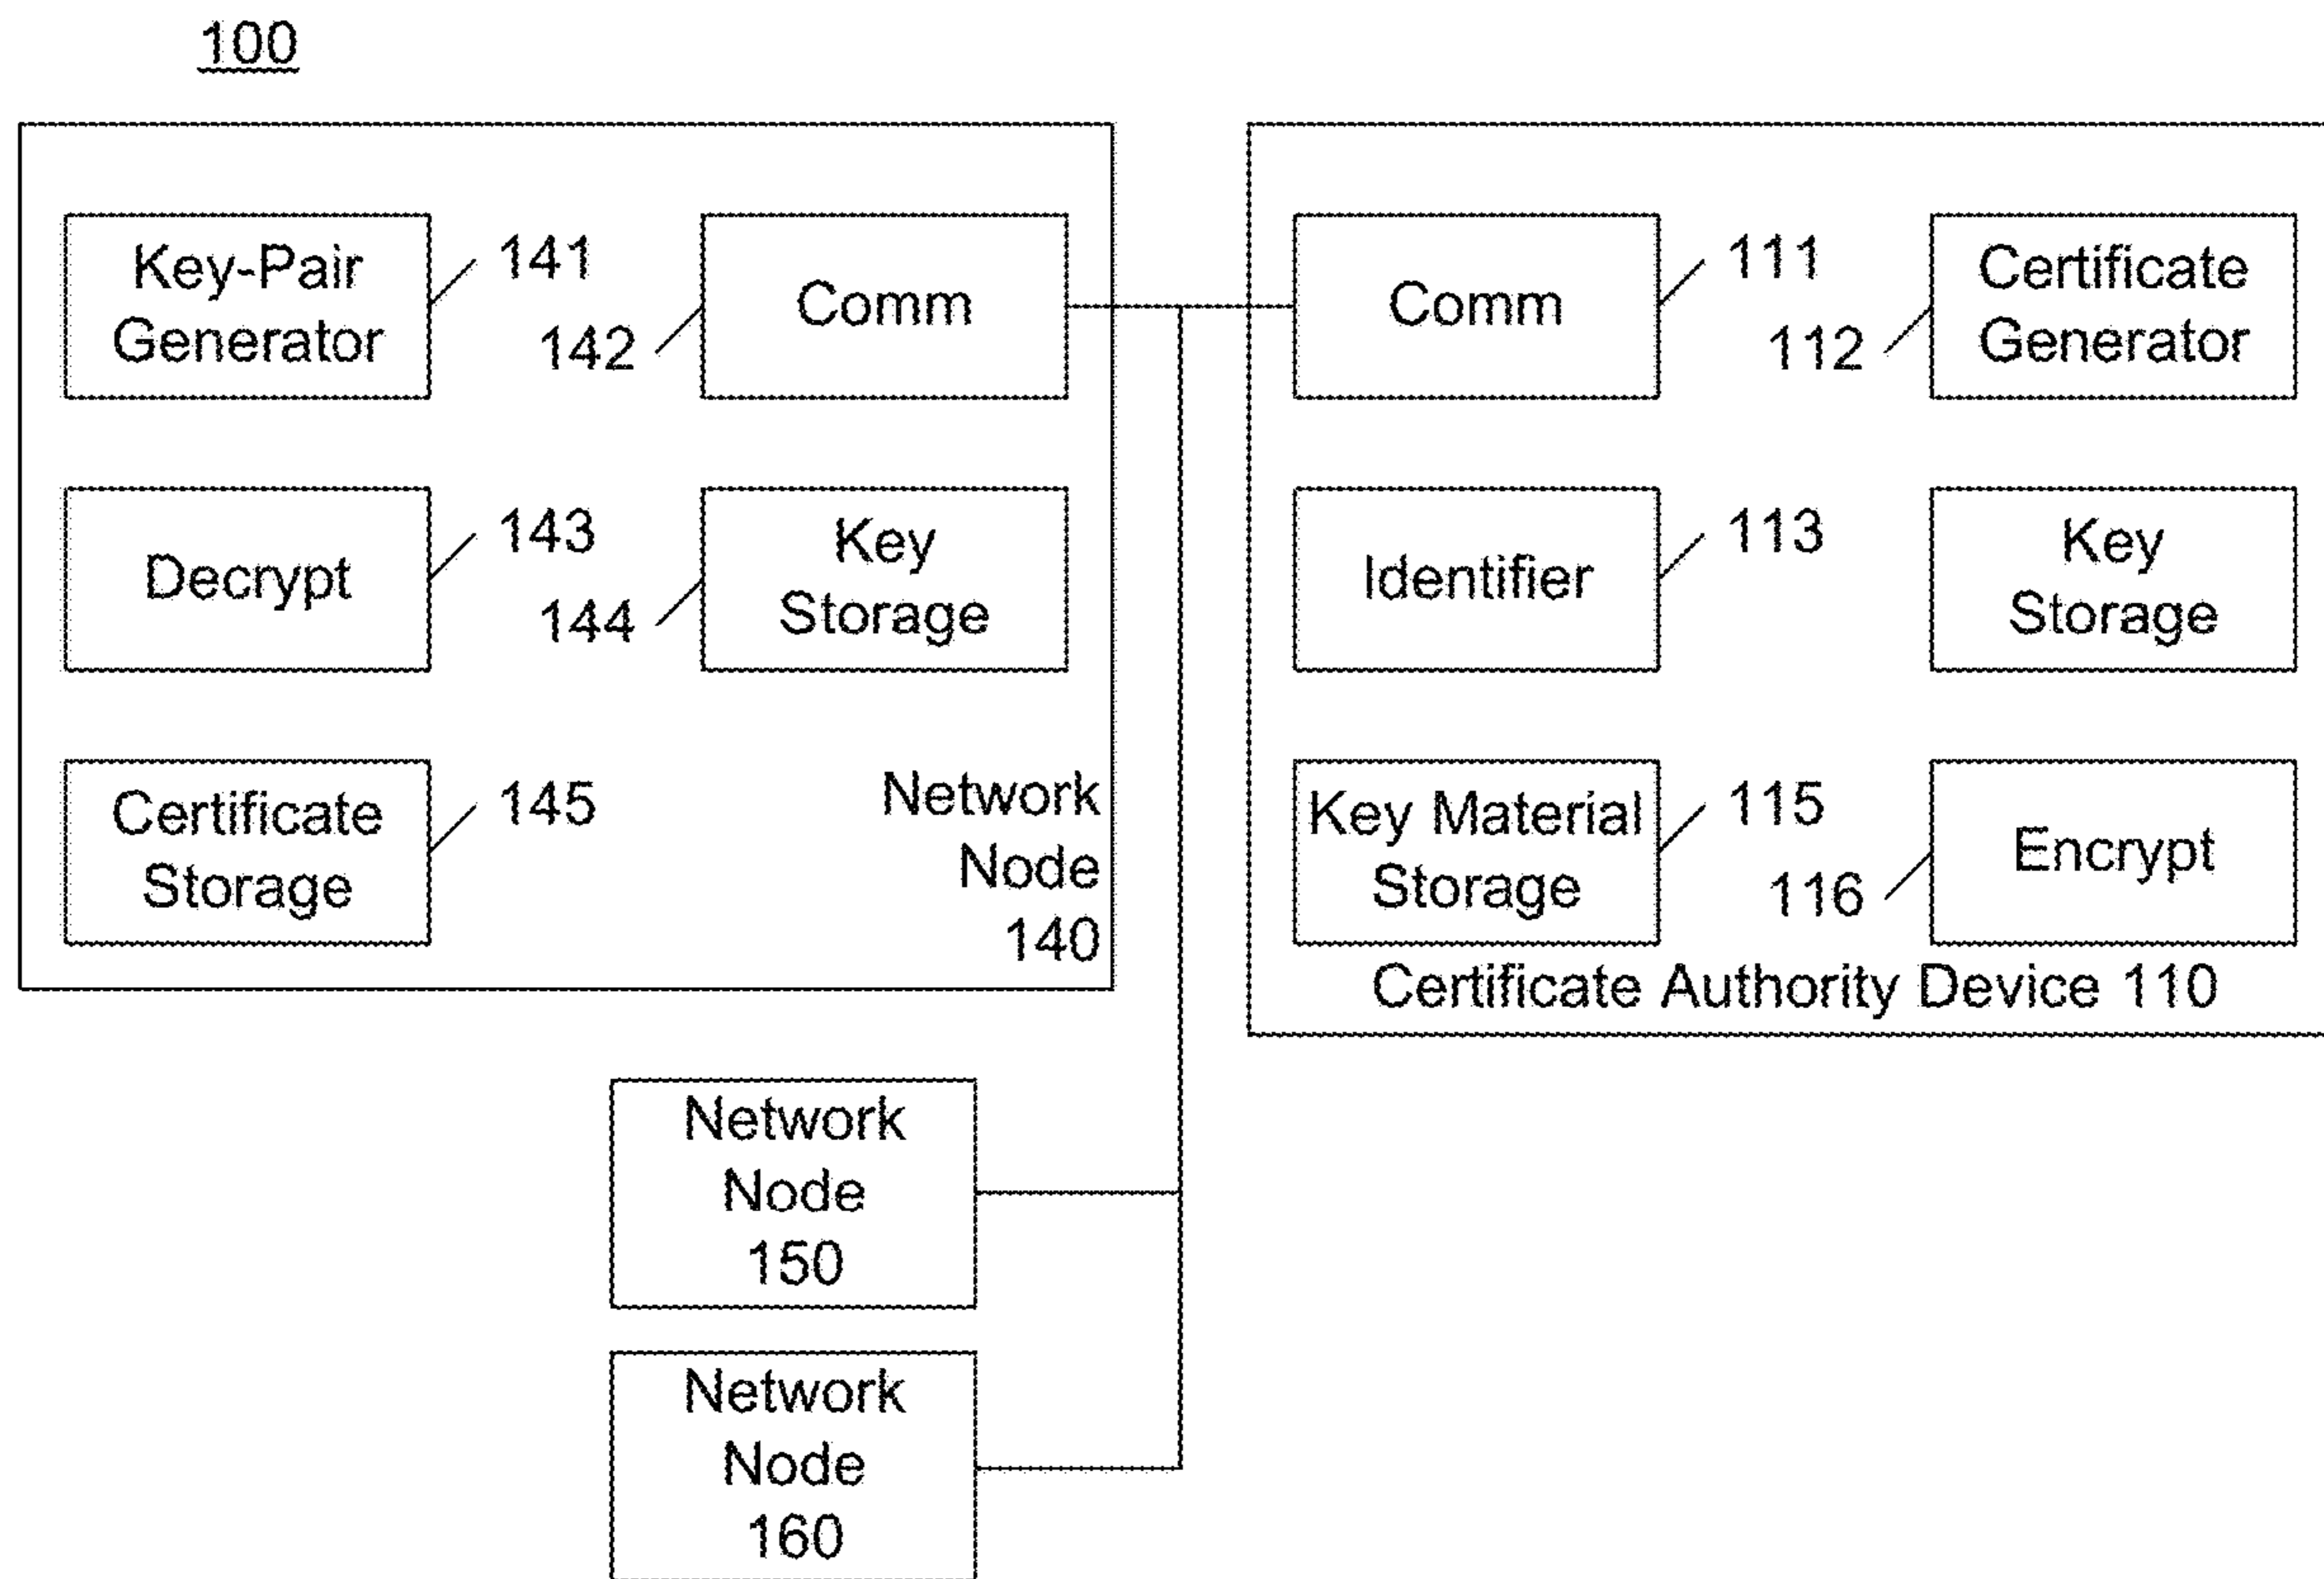 100
Key-Pair
Generator
141
142
Comm
Decrypt
143
144
Key
Storage
Certificate
Storage
145
Network
Node
140
Comm
111
112
Certificate
Generator
Identifier
113
Key
Storage
Key Material
Storage
115
116
Encrypt
Certificate Authority Device 110
Network
Node
150
Network
Node
160